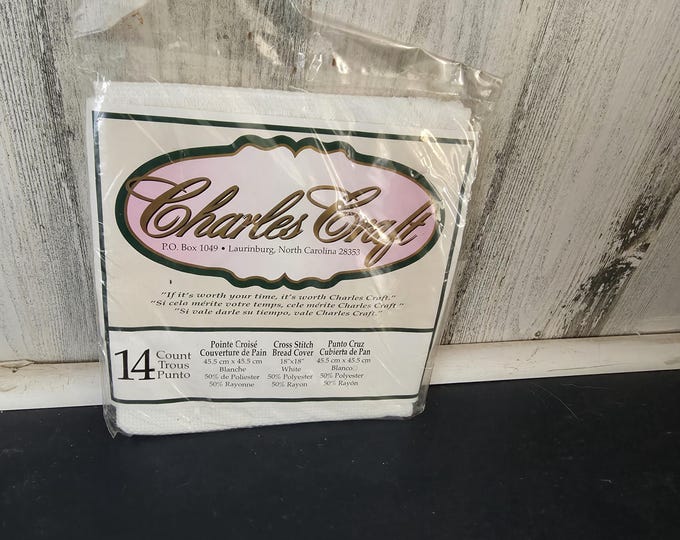 Charles Craft
P.O. Box 1049 • Laurinburg, North Carolina 28353
"If it's worth your time, it's worth Charles Craft."
"Si celo mérite votre temps, cele mérite Charles Craft"
"Si vale darle su tiempo, vale Charles Craft."
14 Count Trous Punto
Pointe Croisé
Couverture de Pain
45.5 cm x 45.5 cm
Blanche
50% de Poliester
50% Rayonne
Cross Stitch
Bread Cover
18"x18"
White
50% Polyester
50% Rayon
Punto Cruz
Cubierta de Pan
45.5 cm x 45.5 cm
Blanco
50% Polyester
50% Rayón